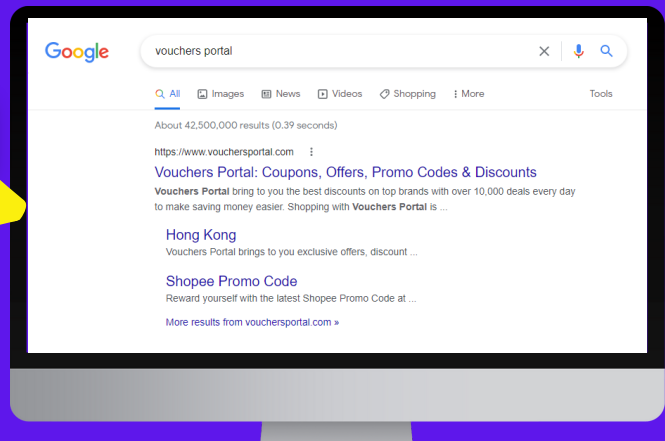 Google
vouchers portal
All Images News Videos Shopping More Tools
About 42,500,000 results (0.39 seconds)
https://www.vouchersportal.com
Vouchers Portal: Coupons, Offers, Promo Codes & Discounts
Vouchers Portal bring to you the best discounts on top brands with over 10,000 deals every day
to make saving money easier. Shopping with Vouchers Portal is ...
Hong Kong
Vouchers Portal brings to you exclusive offers, discount ...
Shopee Promo Code
Reward yourself with the latest Shopee Promo Code at ...
More results from vouchersportal.com »